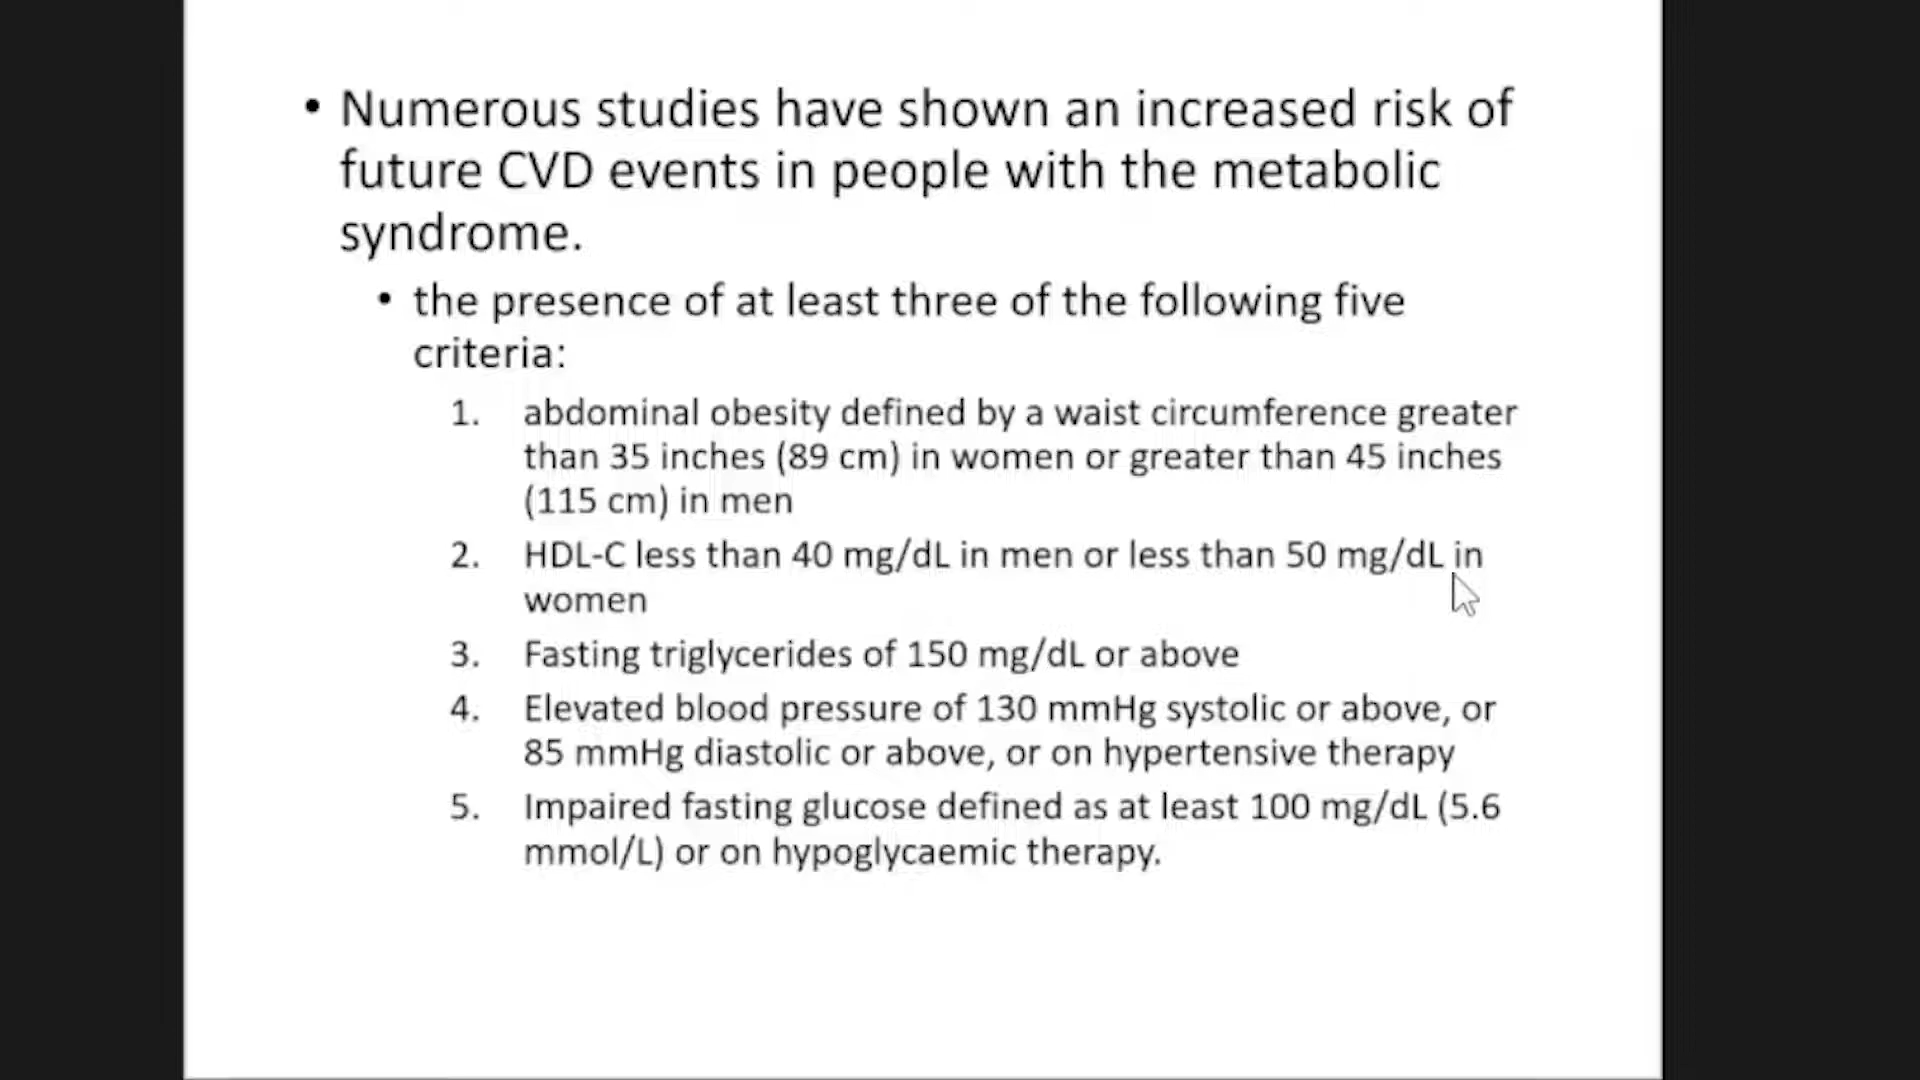 • Numerous studies have shown an increased risk of
future CVD events in people with the metabolic
syndrome.
• the presence of at least three of the following five
criteria:
1. abdominal obesity defined by a waist circumference greater
than 35 inches (89 cm) in women or greater than 45 inches
(115 cm) in men
2. HDL-C less than 40 mg/dL in men or less than 50 mg/dL in
women
3. Fasting triglycerides of 150 mg/dL or above
4. Elevated blood pressure of 130 mmHg systolic or above, or
85 mmHg diastolic or above, or on hypertensive therapy
5. Impaired fasting glucose defined as at least 100 mg/dL (5.6
mmol/L) or on hypoglycaemic therapy.